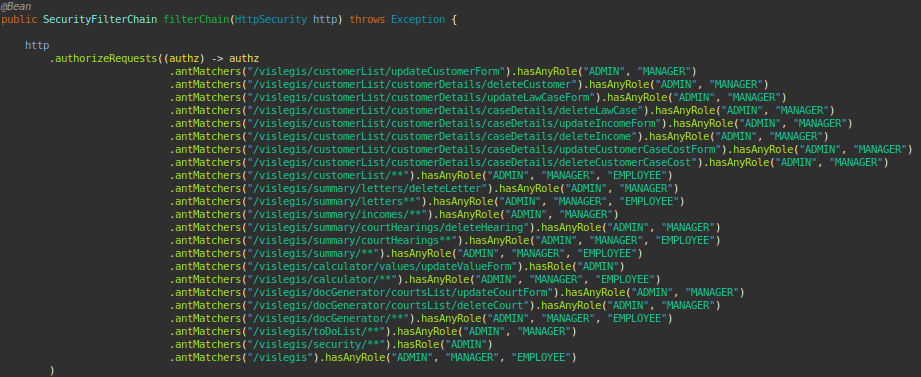 @Bean
public SecurityFilterChain filterChain(HttpSecurity http) throws Exception {
http
.authorizeRequests((authz) -> authz
.antMatchers("/vislegis/customerList/updateCustomerForm").hasAnyRole("ADMIN", "MANAGER")
.antMatchers("/vislegis/customerList/customerDetails/deleteCustomer").hasAnyRole("ADMIN", "MANAGER")
.antMatchers("/vislegis/customerList/customerDetails/updateLawCaseForm").hasAnyRole("ADMIN", "MANAGER")
.antMatchers("/vislegis/customerList/customerDetails/caseDetails/deleteLawCase").hasAnyRole("ADMIN", "MANAGER")
.antMatchers("/vislegis/customerList/customerDetails/caseDetails/updateIncomeForm").hasAnyRole("ADMIN", "MANAGER")
.antMatchers("/vislegis/customerList/customerDetails/caseDetails/deleteIncome").hasAnyRole("ADMIN", "MANAGER")
.antMatchers("/vislegis/customerList/customerDetails/caseDetails/updateCustomerCaseCostForm").hasAnyRole("ADMIN", "MANAGER")
.antMatchers("/vislegis/customerList/customerDetails/caseDetails/deleteCustomerCaseCost").hasAnyRole("ADMIN", "MANAGER")
.antMatchers("/vislegis/customerList/**").hasAnyRole("ADMIN", "MANAGER", "EMPLOYEE")
.antMatchers("/vislegis/summary/letters/deleteLetter").hasAnyRole("ADMIN", "MANAGER")
.antMatchers("/vislegis/summary/letters**").hasAnyRole("ADMIN", "MANAGER", "EMPLOYEE")
.antMatchers("/vislegis/summary/incomes/**").hasAnyRole("ADMIN", "MANAGER")
.antMatchers("/vislegis/summary/courtHearings/deleteHearing").hasAnyRole("ADMIN", "MANAGER")
.antMatchers("/vislegis/summary/courtHearings**").hasAnyRole("ADMIN", "MANAGER", "EMPLOYEE")
.antMatchers("/vislegis/summary/**").hasAnyRole("ADMIN", "MANAGER", "EMPLOYEE")
.antMatchers("/vislegis/calculator/values/updateValueForm").hasRole("ADMIN")
.antMatchers("/vislegis/calculator/**").hasAnyRole("ADMIN", "MANAGER", "EMPLOYEE")
.antMatchers("/vislegis/docGenerator/courtsList/updateCourtForm").hasAnyRole("ADMIN", "MANAGER")
.antMatchers("/vislegis/docGenerator/courtsList/deleteCourt").hasAnyRole("ADMIN", "MANAGER")
.antMatchers("/vislegis/docGenerator/**").hasAnyRole("ADMIN", "MANAGER", "EMPLOYEE")
.antMatchers("/vislegis/toDoList/**").hasAnyRole("ADMIN", "MANAGER")
.antMatchers("/vislegis/security/**").hasRole("ADMIN")
.antMatchers("/vislegis").hasAnyRole("ADMIN", "MANAGER", "EMPLOYEE")
)